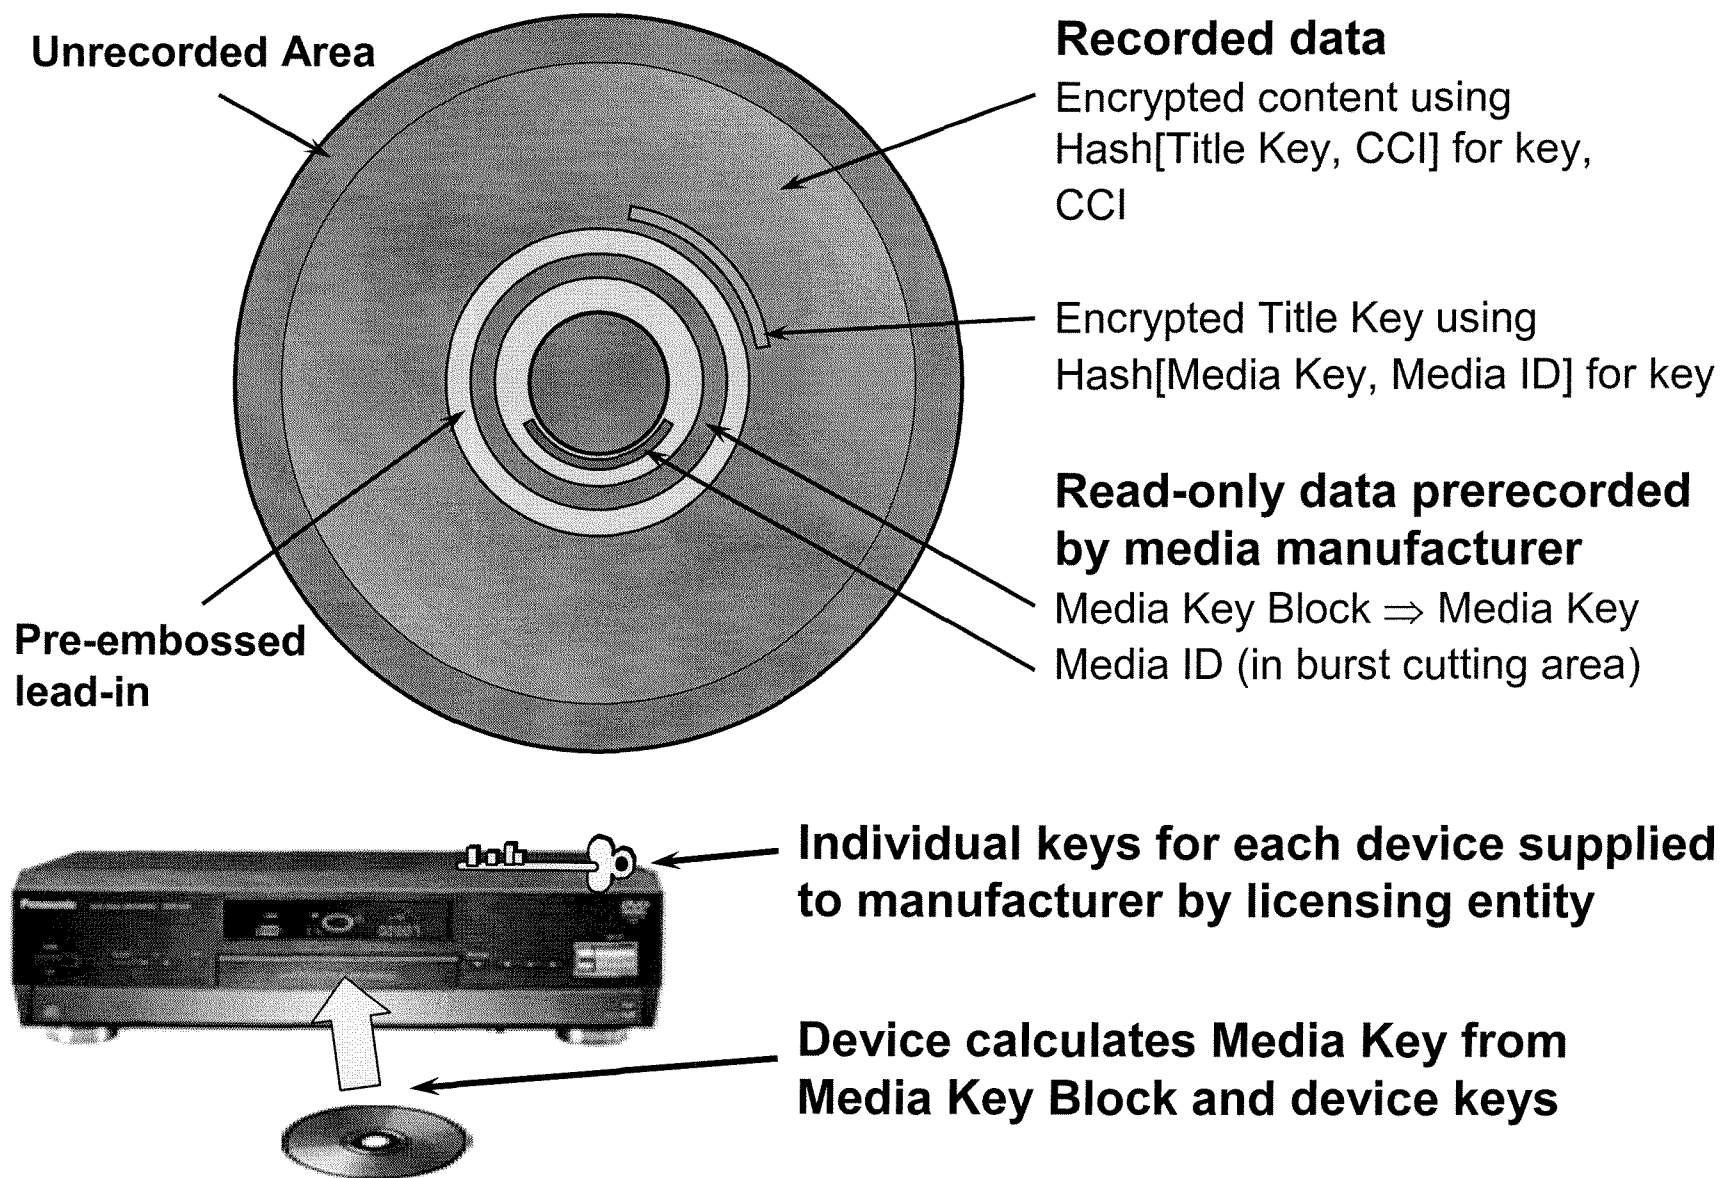 Unrecorded Area
Recorded data
Encrypted content using
Hash[Title Key, CCI] for key,
CCI
Encrypted Title Key using
Hash[Media Key, Media ID] for key
Read-only data prerecorded
by media manufacturer
Media Key Block ⇒ Media Key
Media ID (in burst cutting area)
Pre-embossed
lead-in
Individual keys for each device supplied
to manufacturer by licensing entity
Device calculates Media Key from
Media Key Block and device keys